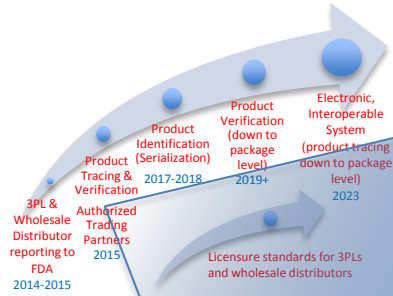 3PL &
Wholesale
Distributor
reporting to
FDA
2014-2015
Product
Tracing &
Verification
Authorized
Trading
Partners
2015
Product
Identification
(Serialization)
2017-2018
Product
Verification
(down to
package
level)
2019+
Electronic,
Interoperable
System
(product tracing
down to package
level)
2023
Licensure standards for 3PLs
and wholesale distributors